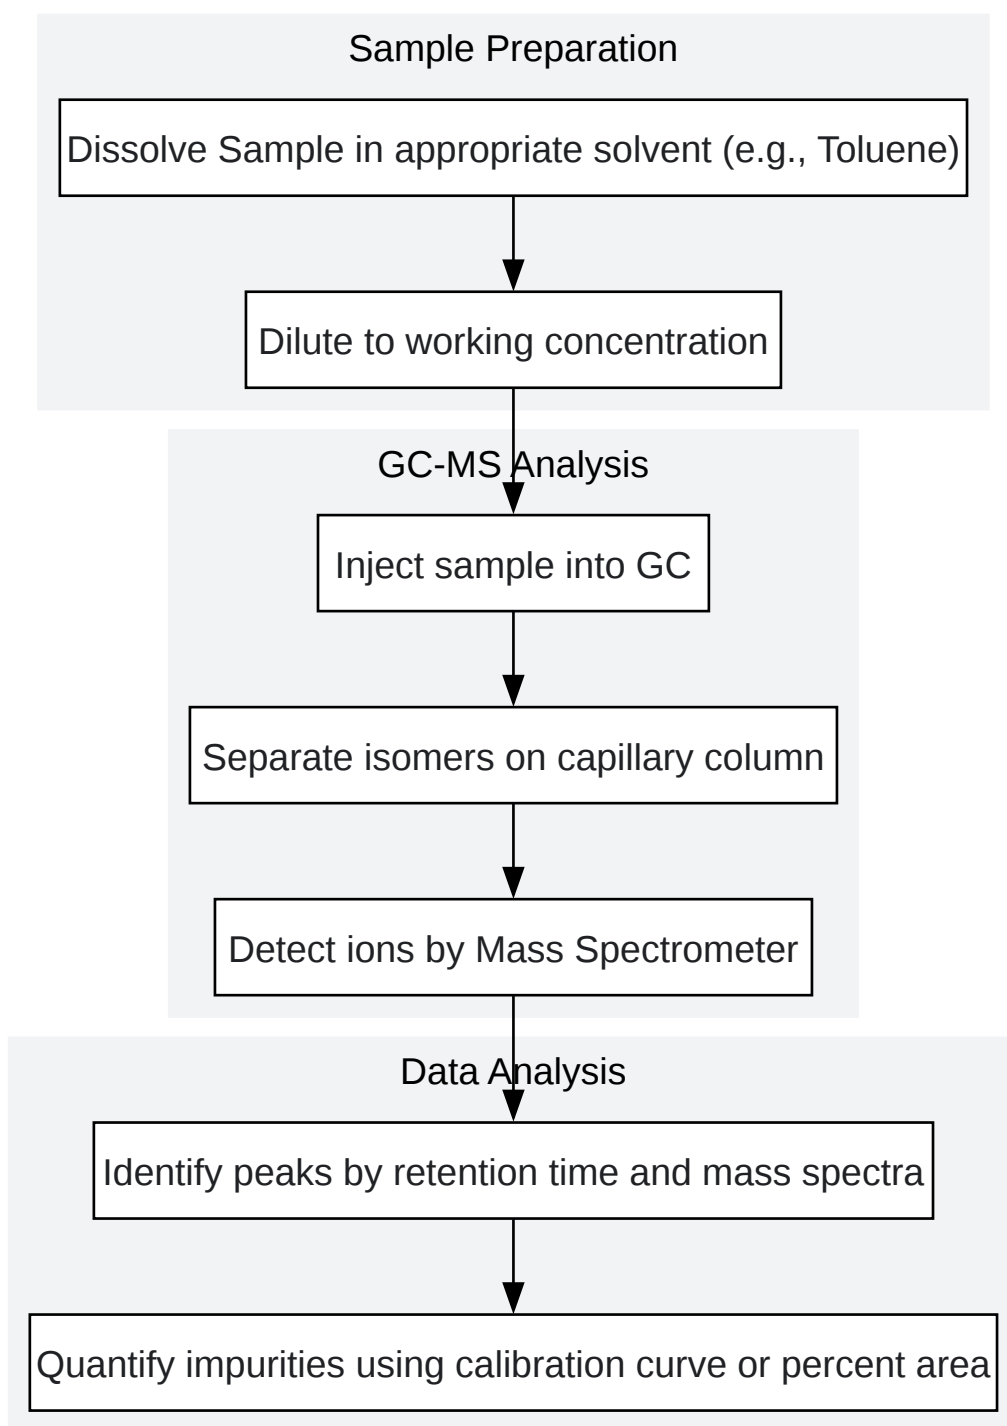 Sample Preparation
Dissolve Sample in appropriate solvent (e.g., Toluene)
Dilute to working concentration
GC-MS Analysis
Inject sample into GC
Separate isomers on capillary column
Detect ions by Mass Spectrometer
Data Analysis
Identify peaks by retention time and mass spectra
Quantify impurities using calibration curve or percent area